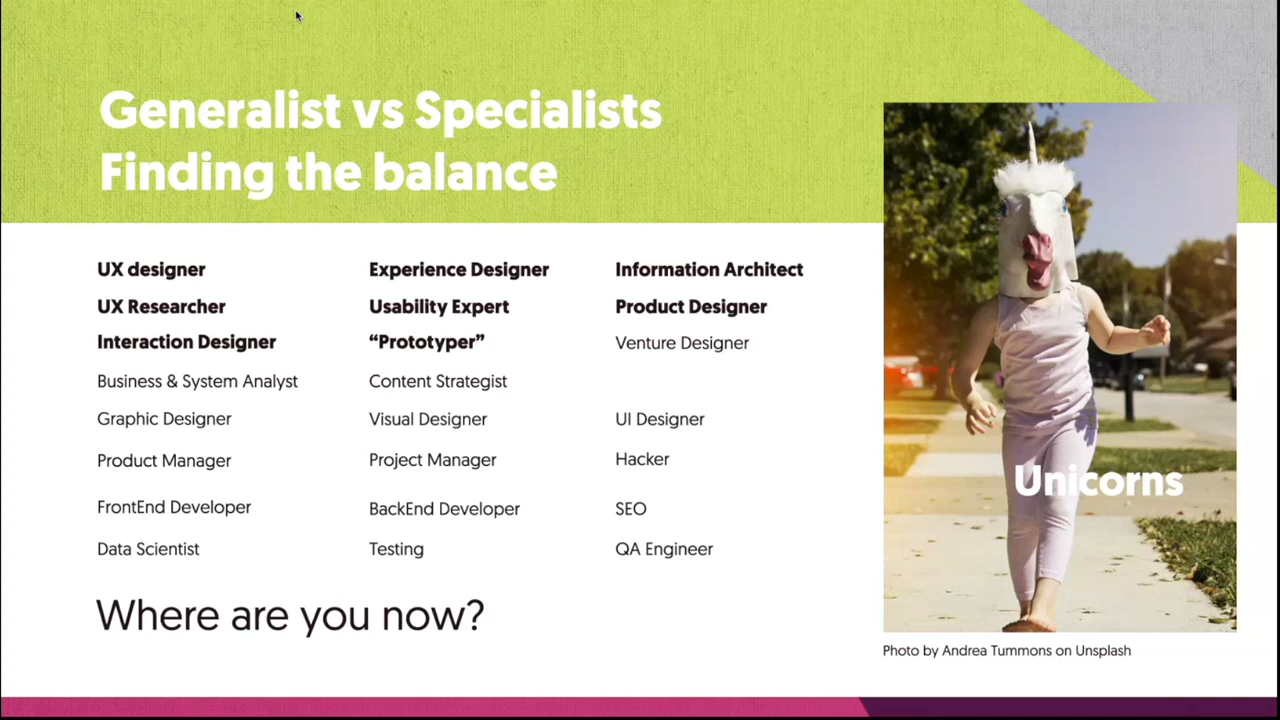 Generalist vs Specialists
Finding the balance
UX designer
Experience Designer
Information Architect
UX Researcher
Usability Expert
Product Designer
Interaction Designer
“Prototyper”
Venture Designer
Business & System Analyst
Content Strategist
Graphic Designer
Visual Designer
UI Designer
Product Manager
Project Manager
Hacker
FrontEnd Developer
BackEnd Developer
SEO
Data Scientist
Testing
QA Engineer
Where are you now?
Unicorns
Photo by Andrea Tummons on Unsplash